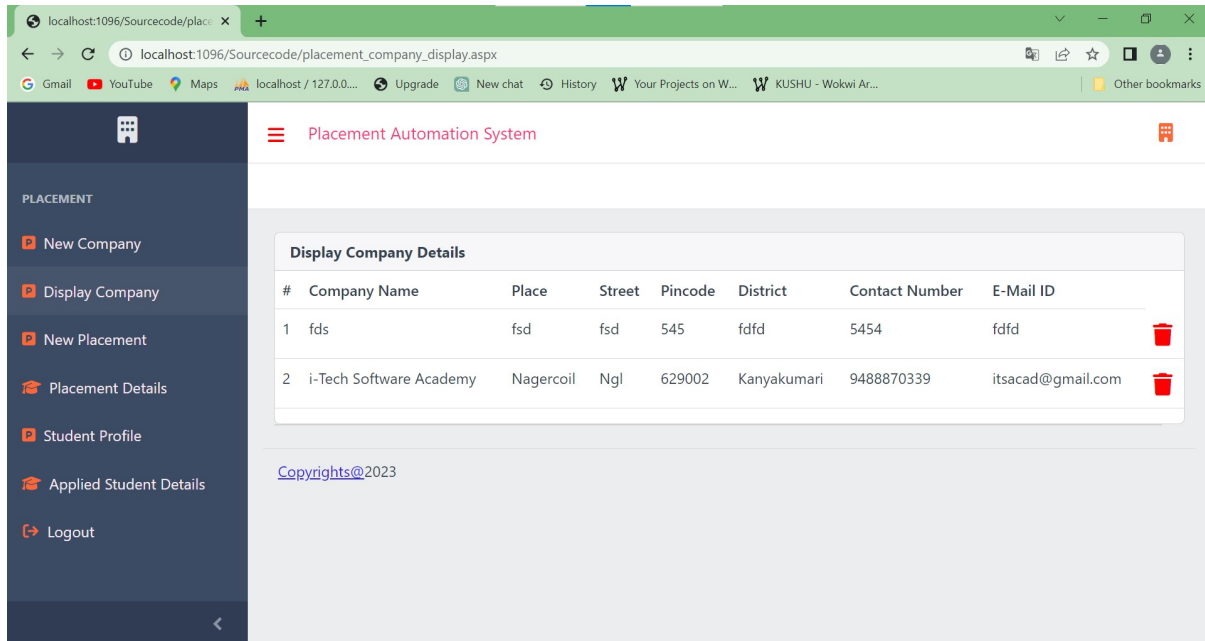 localhost:1096/Sourcecode/place
localhost:1096/Sourcecode/placement_company_display.aspx
Gmail YouTube Maps localhost / 127.0.0.... Upgrade New chat History Your Projects on W... KUSHU - Wokwi Ar... Other bookmarks
Placement Automation System
PLACEMENT
New Company
Display Company
New Placement
Placement Details
Student Profile
Applied Student Details
Logout
Display Company Details
# Company Name Place Street Pincode District Contact Number E-Mail ID
1 fds fsd fsd 545 fdfd 5454 fdfd
2 i-Tech Software Academy Nagercoil Ngl 629002 Kanyakumari 9488870339 itsacad@gmail.com
Copyrights@2023